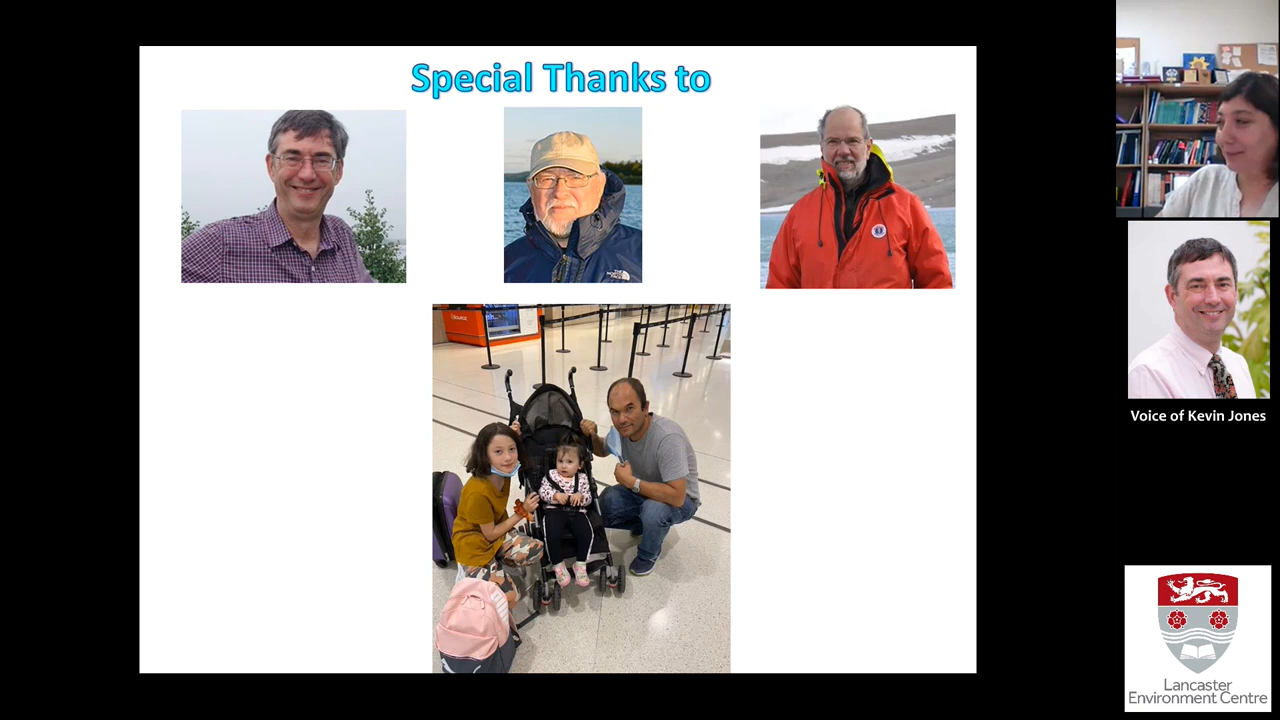 Special Thanks to
Voice of Kevin Jones
Lancaster
Environment Centre